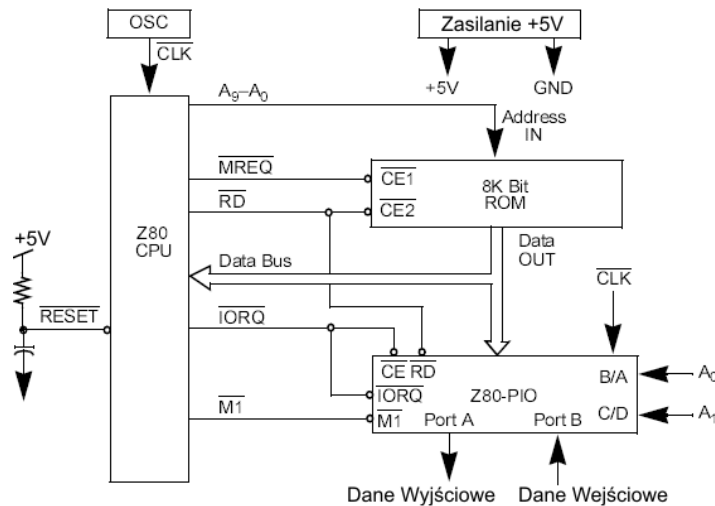 OSC
Zasilanie +5V
CLK
+5V
GND
A₉–A₀
Address
IN
MREQ
CE1
8K Bit
ROM
RD
CE2
Z80
CPU
+5V
Data
OUT
Data Bus
CLK
RESET
IORQ
CE RD
B/A
A₀
IORQ
Z80-PIO
C/D
A₁
M1
M1
Port A
Port B
Dane Wyjściowe
Dane Wejściowe